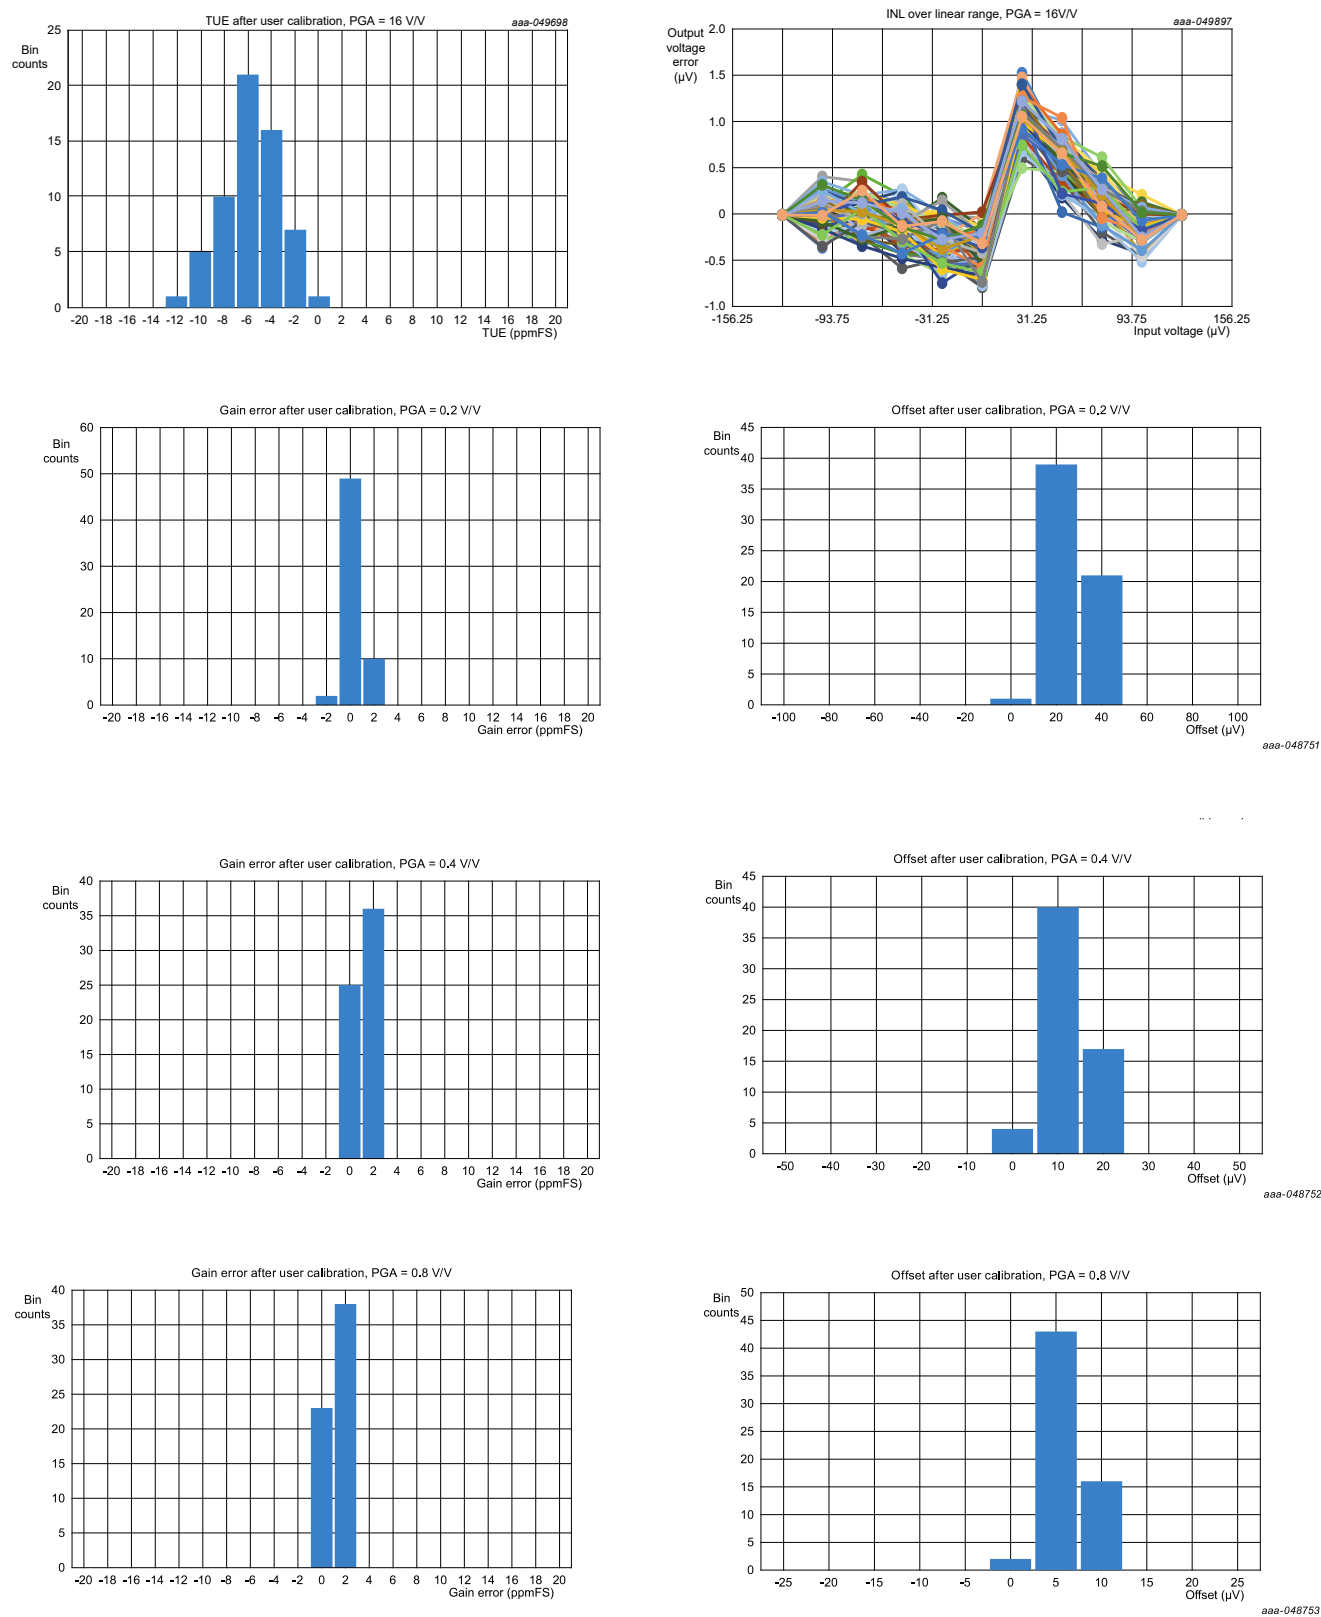 TUE after user calibration, PGA = 16 V/V
aaa-049698
Bin
counts
25
20
15
10
5
0
-20 -18 -16 -14 -12 -10 -8 -6 -4 -2 0 2 4 6 8 10 12 14 16 18 20
TUE (ppmFS)
INL over linear range, PGA = 16V/V
aaa-049897
Output
voltage
error
(µV)
2.0
1.5
1.0
0.5
0
-0.5
-1.0
-156.25 -93.75 -31.25 31.25 93.75 156.25
Input voltage (µV)
Gain error after user calibration, PGA = 0.2 V/V
Bin
counts
60
50
40
30
20
10
0
-20 -18 -16 -14 -12 -10 -8 -6 -4 -2 0 2 4 6 8 10 12 14 16 18 20
Gain error (ppmFS)
Offset after user calibration, PGA = 0.2 V/V
Bin
counts
45
40
35
30
25
20
15
10
5
0
-100 -80 -60 -40 -20 0 20 40 60 80 100
Offset (µV)
aaa-048751
Gain error after user calibration, PGA = 0.4 V/V
Bin
counts
40
35
30
25
20
15
10
5
0
-20 -18 -16 -14 -12 -10 -8 -6 -4 -2 0 2 4 6 8 10 12 14 16 18 20
Gain error (ppmFS)
Offset after user calibration, PGA = 0.4 V/V
Bin
counts
45
40
35
30
25
20
15
10
5
0
-50 -40 -30 -20 -10 0 10 20 30 40 50
Offset (µV)
aaa-048752
Gain error after user calibration, PGA = 0.8 V/V
Bin
counts
40
35
30
25
20
15
10
5
0
-20 -18 -16 -14 -12 -10 -8 -6 -4 -2 0 2 4 6 8 10 12 14 16 18 20
Gain error (ppmFS)
Offset after user calibration, PGA = 0.8 V/V
Bin
counts
50
45
40
35
30
25
20
15
10
5
0
-25 -20 -15 -10 -5 0 5 10 15 20 25
Offset (µV)
aaa-048753